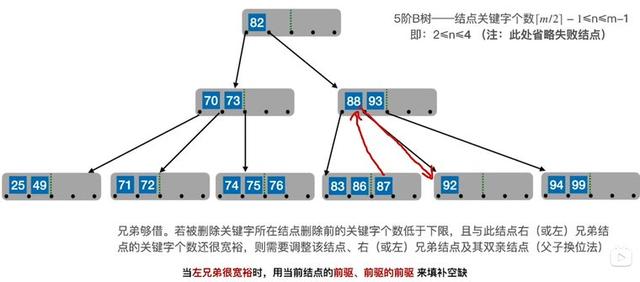 82
5阶B树——结点关键字个数⌈m/2⌉ − 1≤n≤m−1
即：2≤n≤4 （注：此处省略失败结点）
70 73
88 93
25 49
71 72
74 75 76
83 86 87
92
94 99
兄弟够借。若被删除关键字所在结点删除前的关键字个数低于下限，且与此结点右（或左）兄弟结
点的关键字个数还很宽裕，则需要调整该结点、右（或左）兄弟结点及其双亲结点（父子换位法）
当左兄弟很宽裕时，用当前结点的前驱、前驱的前驱 来填补空缺